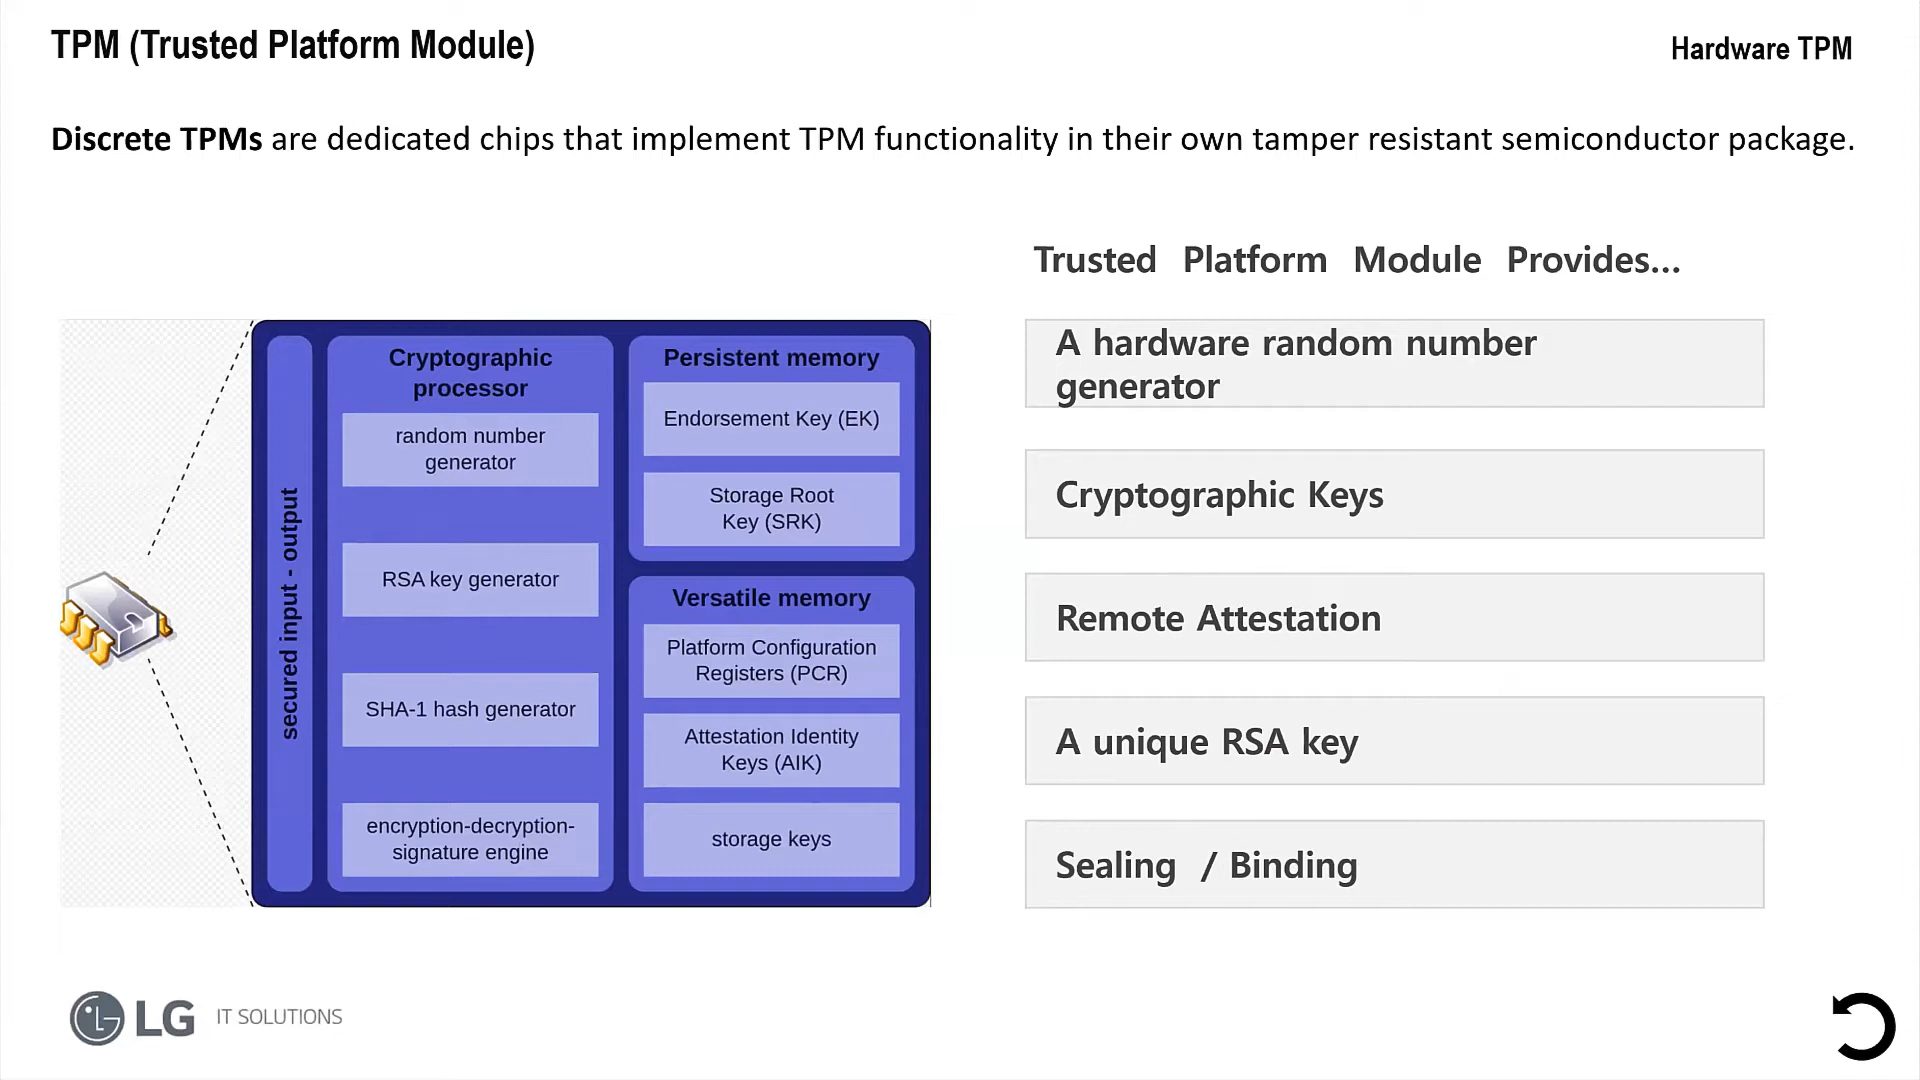 TPM (Trusted Platform Module)
Hardware TPM
Discrete TPMs are dedicated chips that implement TPM functionality in their own tamper resistant semiconductor package.
secured input - output
Cryptographic
processor
random number
generator
RSA key generator
SHA-1 hash generator
encryption-decryption-
signature engine
Persistent memory
Endorsement Key (EK)
Storage Root
Key (SRK)
Versatile memory
Platform Configuration
Registers (PCR)
Attestation Identity
Keys (AIK)
storage keys
Trusted Platform Module Provides...
A hardware random number
generator
Cryptographic Keys
Remote Attestation
A unique RSA key
Sealing / Binding
LG IT SOLUTIONS